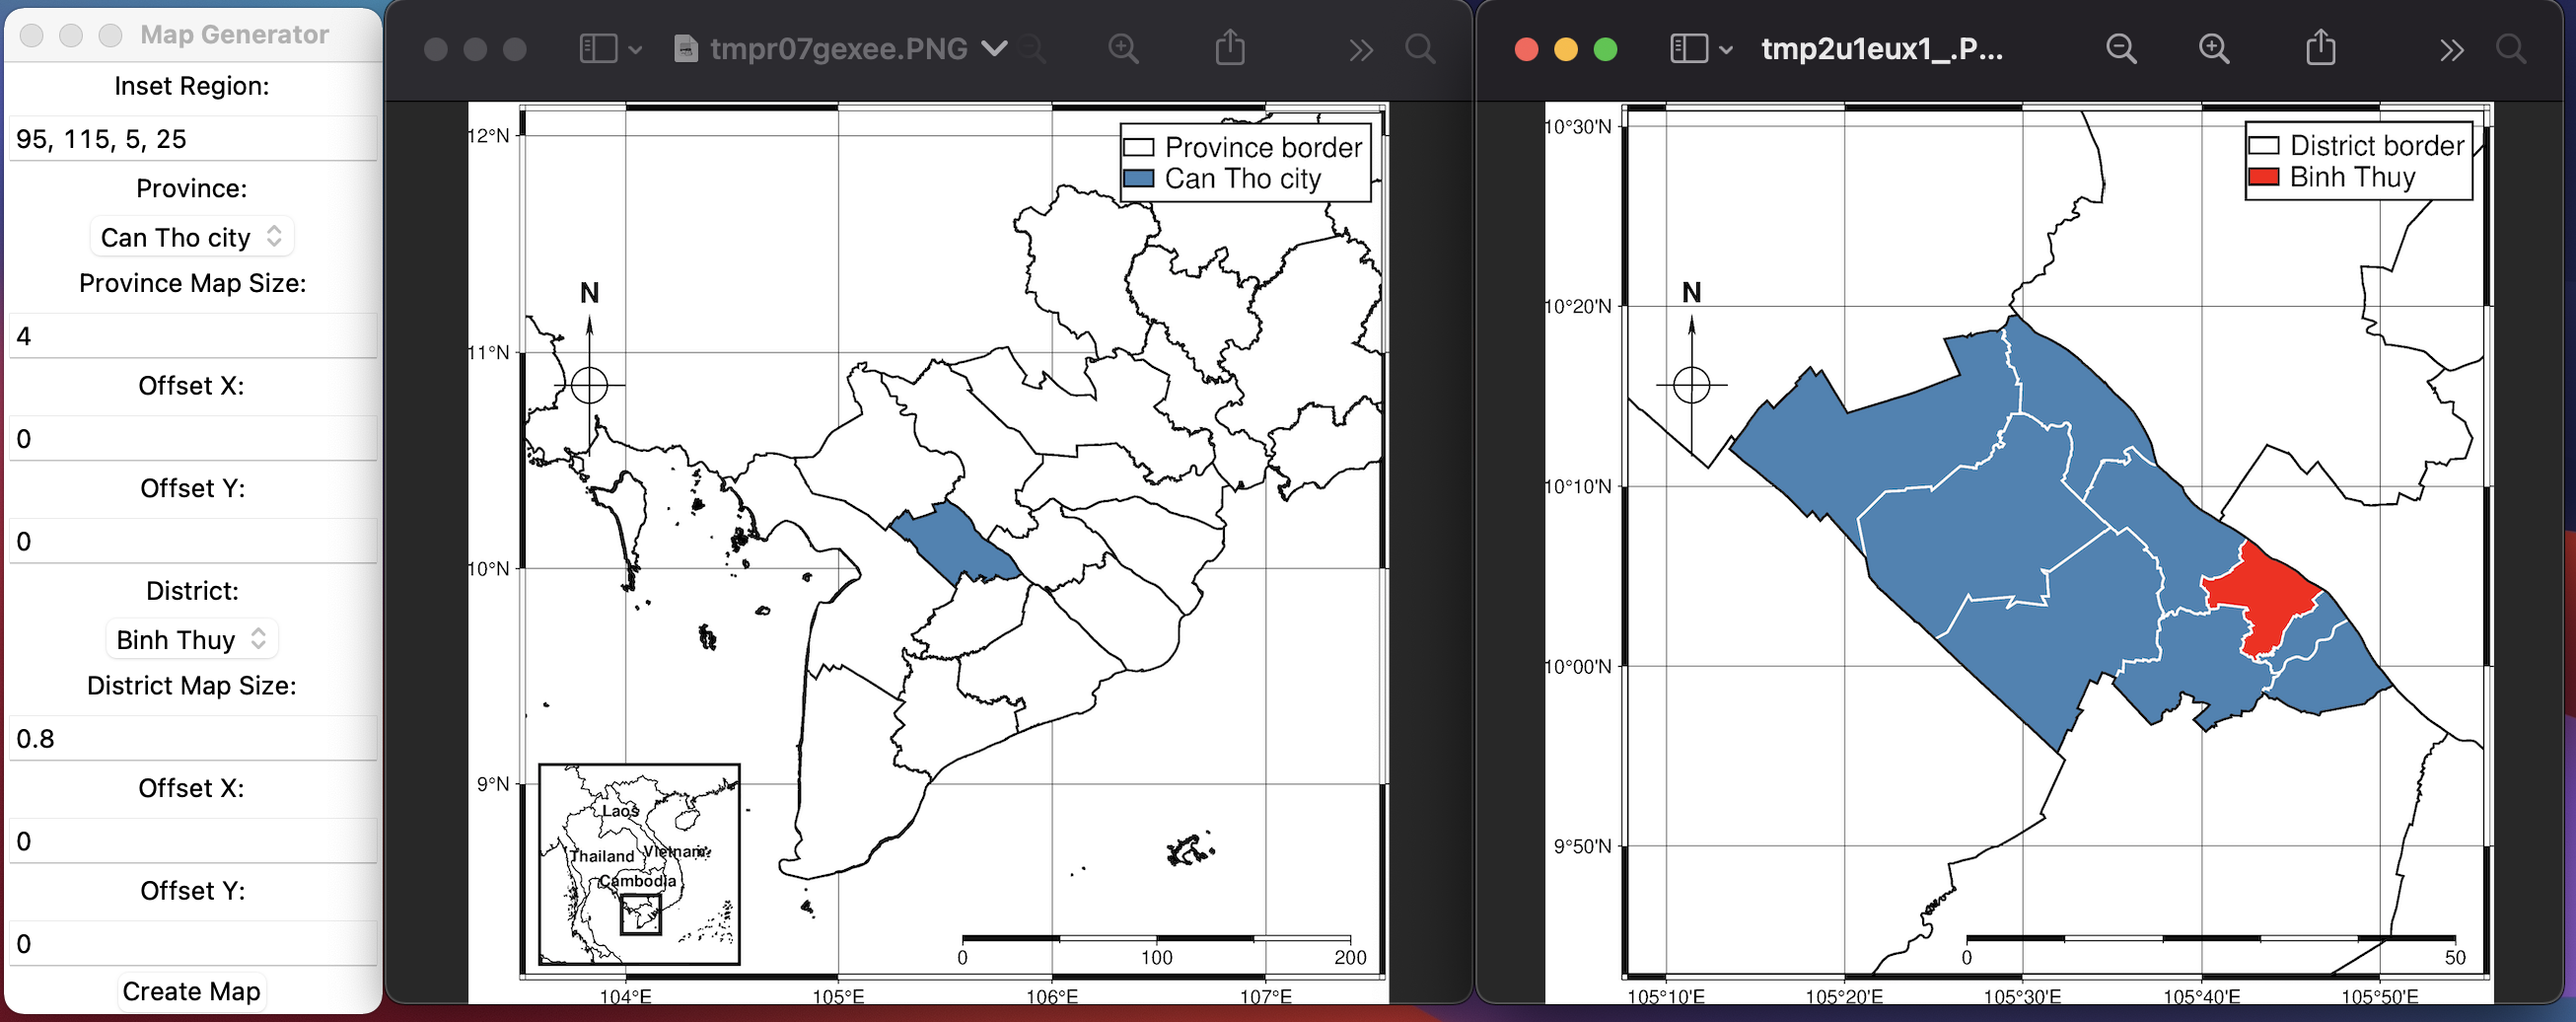 Map Generator
Inset Region:
95, 115, 5, 25
Province:
Can Tho city
Province Map Size:
4
Offset X:
0
Offset Y:
0
District:
Binh Thuy
District Map Size:
0.8
Offset X:
0
Offset Y:
0
Create Map
tmpr07gexee.PNG
12°N
11°N
10°N
9°N
Province border
Can Tho city
N
Laos
Thailand
Vietnam
Cambodia
0 100 200
104°E 105°E 106°E 107°E
tmp2u1eux1_.P...
10°30'N
10°20'N
10°10'N
10°00'N
9°50'N
District border
Binh Thuy
N
0 50
105°10'E 105°20'E 105°30'E 105°40'E 105°50'E